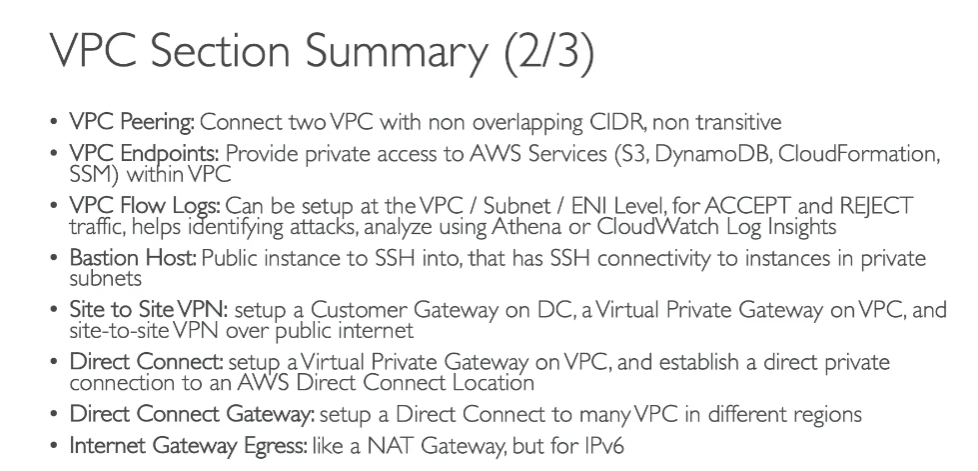 VPC Section Summary (2/3)
• VPC Peering: Connect two VPC with non overlapping CIDR, non transitive
• VPC Endpoints: Provide private access to AWS Services (S3, DynamoDB, CloudFormation,
SSM) within VPC
• VPC Flow Logs: Can be setup at the VPC / Subnet / ENI Level, for ACCEPT and REJECT
traffic, helps identifying attacks, analyze using Athena or CloudWatch Log Insights
• Bastion Host: Public instance to SSH into, that has SSH connectivity to instances in private
subnets
• Site to Site VPN: setup a Customer Gateway on DC, a Virtual Private Gateway on VPC, and
site-to-site VPN over public internet
• Direct Connect: setup a Virtual Private Gateway on VPC, and establish a direct private
connection to an AWS Direct Connect Location
• Direct Connect Gateway: setup a Direct Connect to many VPC in different regions
• Internet Gateway Egress: like a NAT Gateway, but for IPv6